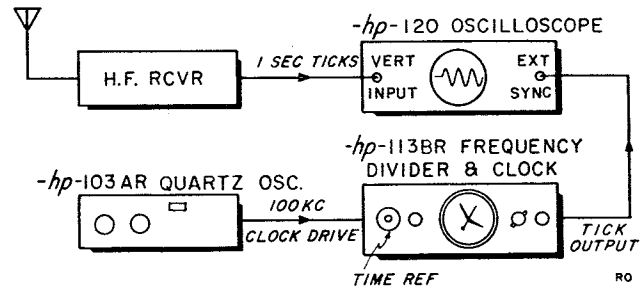 -hp-120 OSCILLOSCOPE
H.F. RCVR
1 SEC TICKS
VERT
INPUT
EXT
SYNC
-hp-113BR FREQUENCY
DIVIDER & CLOCK
-hp-103AR QUARTZ OSC.
100KC
CLOCK DRIVE
TIME REF
TICK
OUTPUT
RO